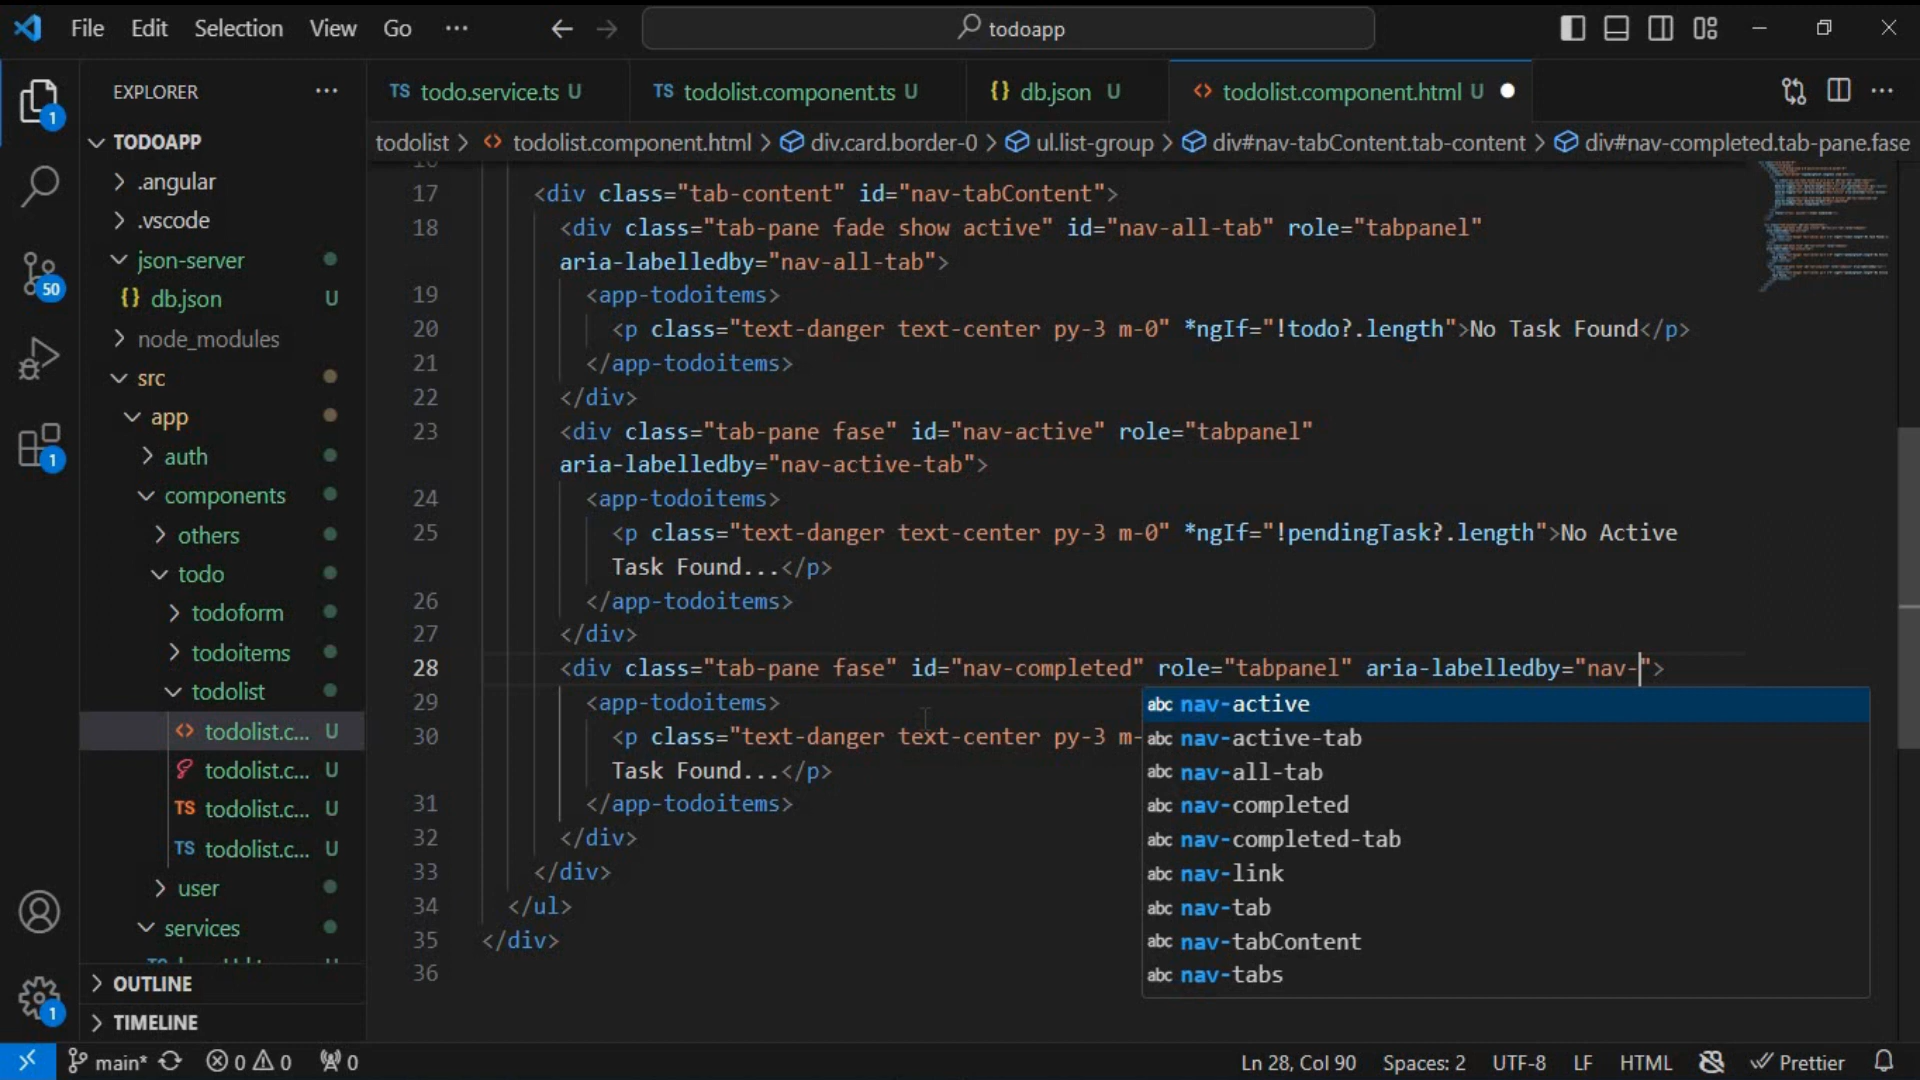 File Edit Selection View Go ··· todoapp
EXPLORER ···
TS todo.service.ts U TS todolist.component.ts U {} db.json U <> todolist.component.html U
todolist > <> todolist.component.html > div.card.border-0 > ul.list-group > div#nav-tabContent.tab-content > div#nav-completed.tab-pane.fase
TODOAPP
.angular
.vscode
json-server
{} db.json U
node_modules
src
app
auth
components
others
todo
todoform
todoitems
todolist
<> todolist.c... U
todolist.c... U
TS todolist.c... U
TS todolist.c... U
user
services
OUTLINE
TIMELINE
1
50
1
1
17 <div class="tab-content" id="nav-tabContent">
18 <div class="tab-pane fade show active" id="nav-all-tab" role="tabpanel"
aria-labelledby="nav-all-tab">
19 <app-todoitems>
20 <p class="text-danger text-center py-3 m-0" *ngIf="!todo?.length">No Task Found</p>
21 </app-todoitems>
22 </div>
23 <div class="tab-pane fase" id="nav-active" role="tabpanel"
aria-labelledby="nav-active-tab">
24 <app-todoitems>
25 <p class="text-danger text-center py-3 m-0" *ngIf="!pendingTask?.length">No Active
Task Found...</p>
26 </app-todoitems>
27 </div>
28 <div class="tab-pane fase" id="nav-completed" role="tabpanel" aria-labelledby="nav-">
29 <app-todoitems>
30 <p class="text-danger text-center py-3 m-
Task Found...</p>
31 </app-todoitems>
32 </div>
33 </div>
34 </ul>
35 </div>
36
abc nav-active
abc nav-active-tab
abc nav-all-tab
abc nav-completed
abc nav-completed-tab
abc nav-link
abc nav-tab
abc nav-tabContent
abc nav-tabs
main* 0 0 0 Ln 28, Col 90 Spaces: 2 UTF-8 LF HTML Prettier